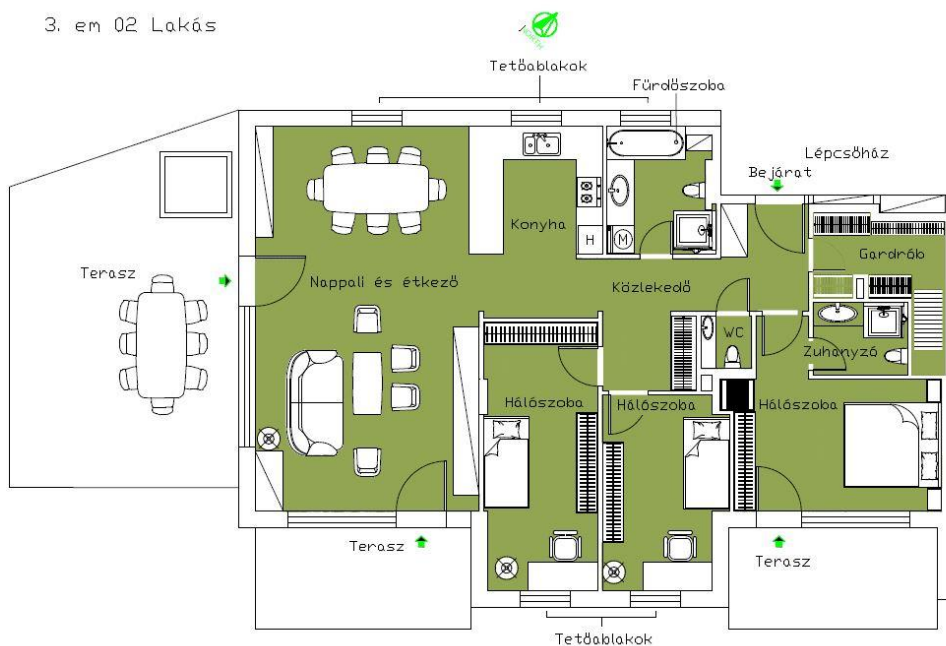 3. em 02 Lakás
NORTH
Tetőablakok
Fürdőszoba
Lépcsőház
Bejárat
Konyha
Gardrób
H
M
Terasz
Nappali és étkező
Közlekedő
WC
Zuhanyzó
Hálószoba
Hálószoba
Hálószoba
Terasz
Terasz
Tetőablakok